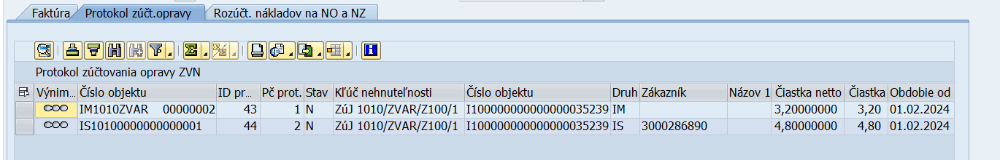 Faktúra Protokol zúčt.opravy Rozúčt. nákladov na NO a NZ
Protokol zúčtovania opravy ZVN
Výnim... Číslo objektu ID pr... Pč prot. Stav Kľúč nehnuteľnosti Číslo objektu Druh Zákazník Názov 1 Čiastka netto Čiastka Obdobie od
IM1010ZVAR 00000002 43 1 N ZúJ 1010/ZVAR/Z100/1 I100000000000000035239 IM 3,20000000 3,20 01.02.2024
IS10100000000000001 44 2 N ZúJ 1010/ZVAR/Z100/1 I100000000000000035239 IS 3000286890 4,80000000 4,80 01.02.2024